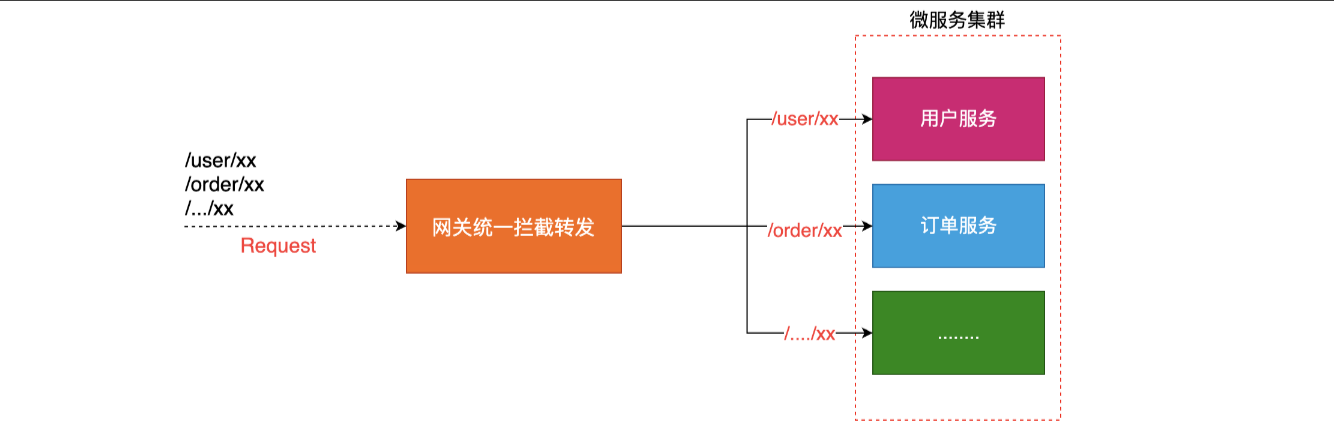 微服务集群
/user/xx
/order/xx
/.../xx
Request
网关统一拦截转发
/user/xx
用户服务
/order/xx
订单服务
/..../xx
........